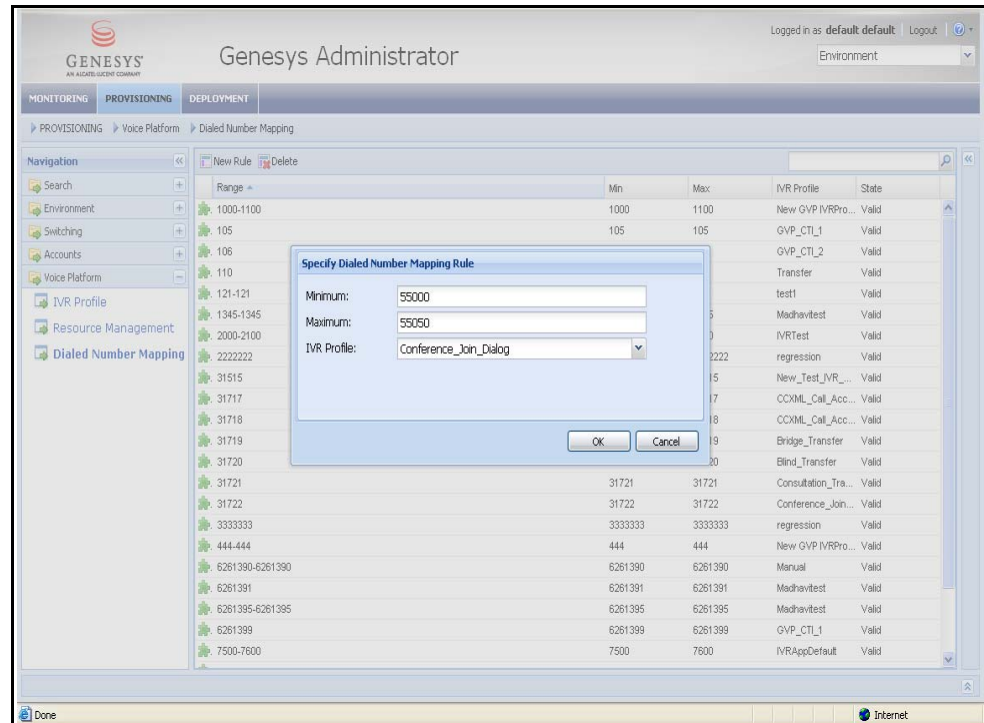 Logged in as default default Logout
GENESYS
AN ALCATEL-LUCENT COMPANY
Genesys Administrator
Environment
MONITORING PROVISIONING DEPLOYMENT
PROVISIONING Voice Platform Dialed Number Mapping
Navigation
Search
Environment
Switching
Accounts
Voice Platform
IVR Profile
Resource Management
Dialed Number Mapping
New Rule Delete
Range Min Max IVR Profile State
1000-1100 1000 1100 New GVP IVRPro... Valid
105 105 105 GVP_CTI_1 Valid
106 GVP_CTI_2 Valid
110 Transfer Valid
121-121 test1 Valid
1345-1345 5 Madhavitest Valid
2000-2100 0 IVRTest Valid
2222222 2222 regression Valid
31515 15 New_Test_IVR_... Valid
31717 17 CCXML_Call_Acc... Valid
31718 18 CCXML_Call_Acc... Valid
31719 19 Bridge_Transfer Valid
31720 20 Blind_Transfer Valid
31721 31721 31721 Consultation_Tra... Valid
31722 31722 31722 Conference_Join... Valid
3333333 3333333 3333333 regression Valid
444-444 444 444 New GVP IVRPro... Valid
6261390-6261390 6261390 6261390 Manual Valid
6261391 6261391 6261391 Madhavitest Valid
6261395-6261395 6261395 6261395 Madhavitest Valid
6261399 6261399 6261399 GVP_CTI_1 Valid
7500-7600 7500 7600 IVRAppDefault Valid
Specify Dialed Number Mapping Rule
Minimum: 55000
Maximum: 55050
IVR Profile: Conference_Join_Dialog
OK Cancel
Done Internet